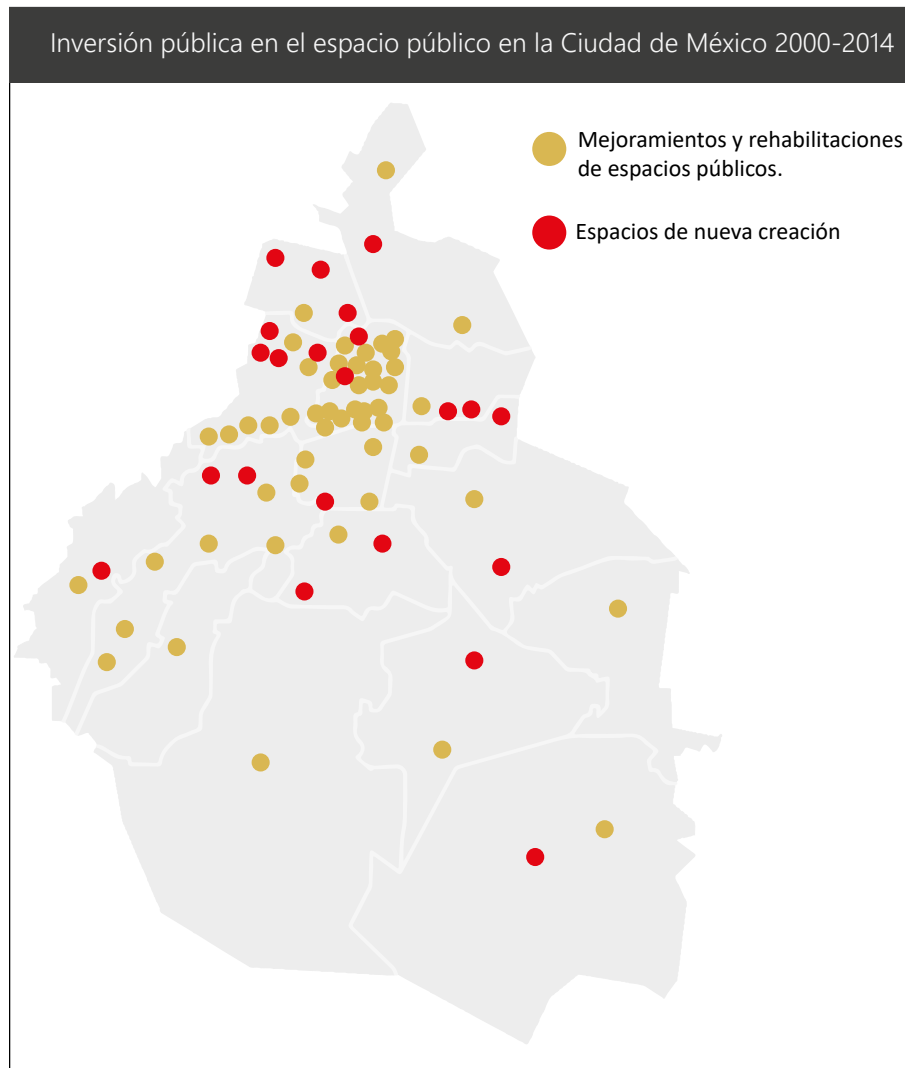 Inversión pública en el espacio público en la Ciudad de México 2000-2014
Mejoramientos y rehabilitaciones
de espacios públicos.
Espacios de nueva creación